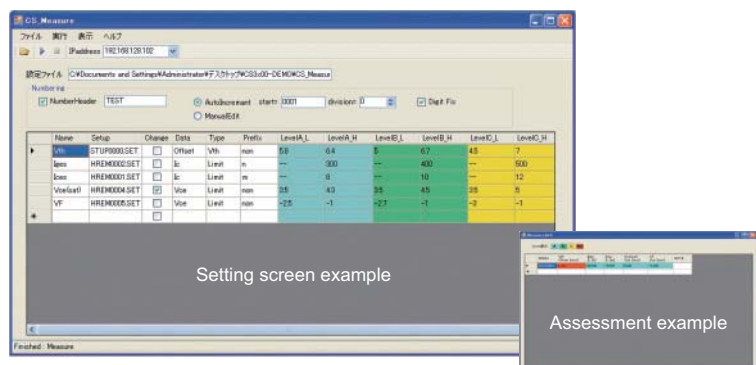 CS_Measure
ファイル 実行 表示 ヘルプ
IPaddress 192.168.128.102
設定ファイル C:¥Documents and Settings¥Administrator¥デスクトップ¥CS3x00-DEMO¥CS_Measur
Numbering
NumberHeader TEST AutoIncrement start= 0001 division= 0 Digit Fix
ManualEdit
Name Setup Change Data Type Prefix LevelA_L LevelA_H LevelB_L LevelB_H LevelC_L LevelC_H
Vth STUP0000.SET Offset Vth non 5.8 6.4 5 6.7 4.5 7
HREM0002.SET Ic Limit n --- 300 --- 400 --- 500
Ices HREM0001.SET Ic Limit m --- 8 --- 10 --- 12
Vce(sat) HREM0004.SET Vce Limit non 3.5 4.3 3.5 4.5 3.5 5
VF HREM0005.SET Vce Limit non -2.5 -1 -2.7 -1 -3 -1
Setting screen example
Assessment example
Finished : Measure